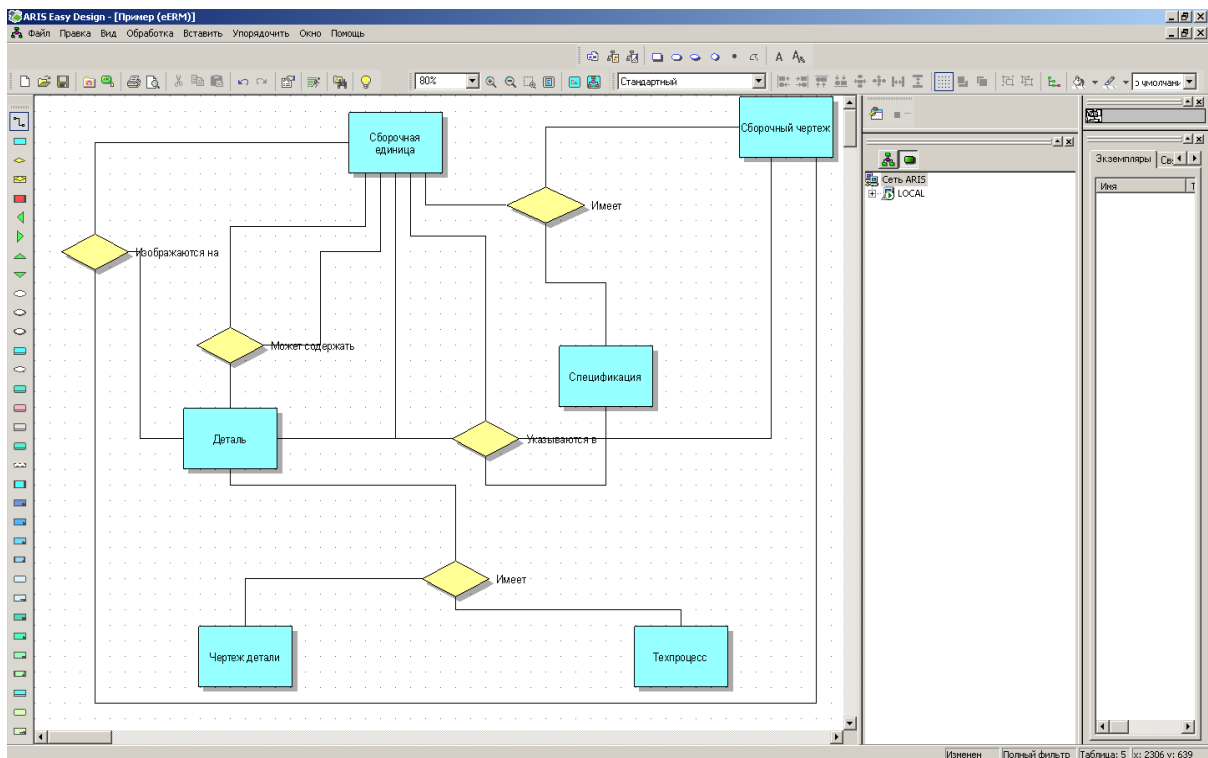 ARIS Easy Design - [Пример (eERM)]
Файл Правка Вид Обработка Вставить Упорядочить Окно Помощь
80%
Стандартный
Сборочная
единица
Сборочный чертеж
Имеет
Изображаются на
Может содержать
Спецификация
Деталь
Указываются в
Имеет
Чертеж детали
Техпроцесс
Сеть ARIS
LOCAL
Экземпляры
Имя
Изменен Полный фильтр Таблица: 5 x: 2306 y: 639